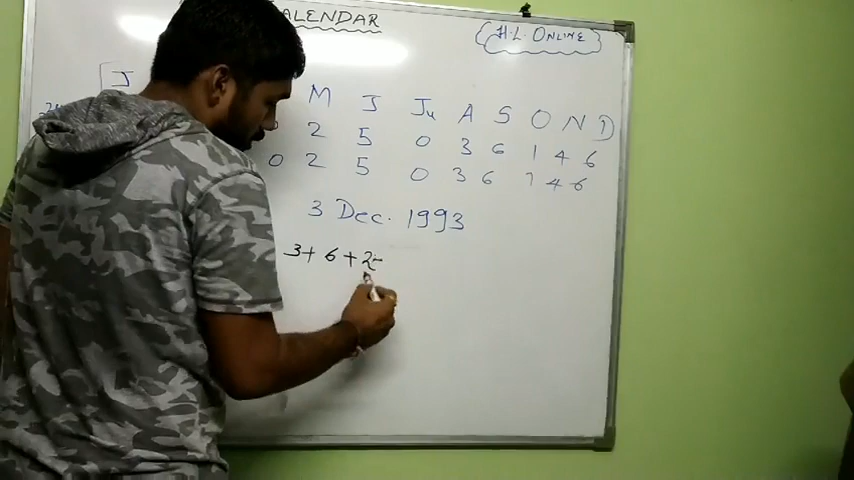 CALENDAR
H.L. ONLINE
J M J Ju A S O N D
2 5 0 3 6 1 4 6
0 2 5 0 3 6 1 4 6
3 Dec. 1993
3+ 6 + 2